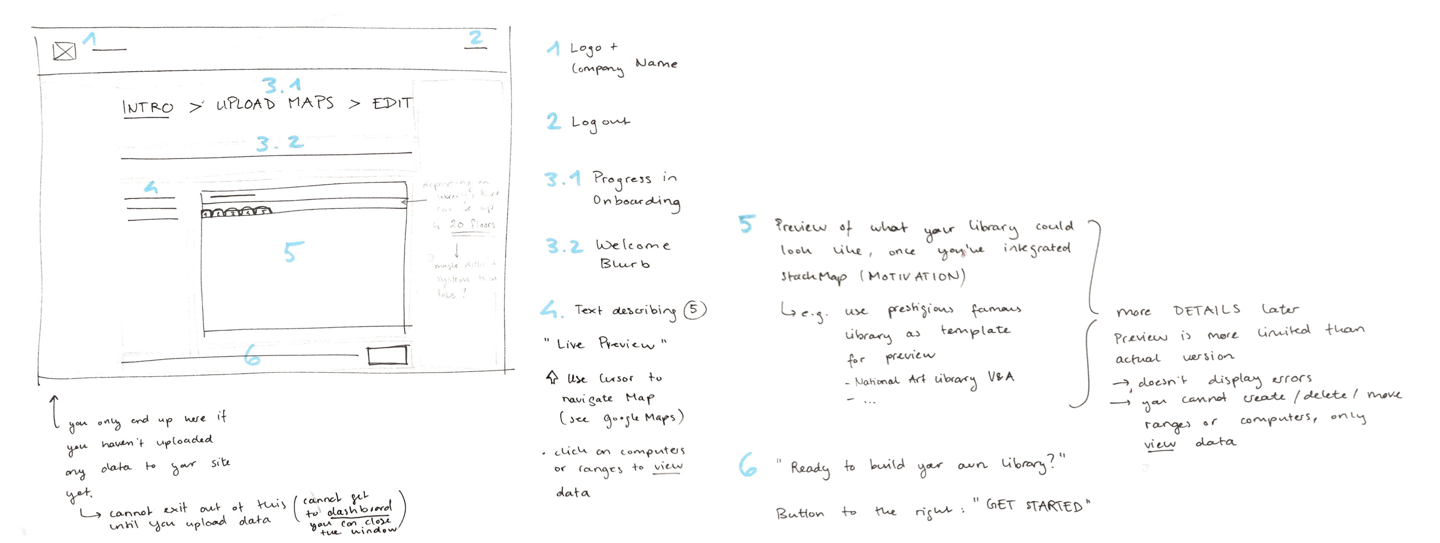 1
2
3.1
INTRO > UPLOAD MAPS > EDIT
3.2
4
1 2 3 4 5
5
6
depending on
can be up
to 20 floors
maybe
system
tabs?
you only end up here if
you haven't uploaded
any data to your site
yet.
↳ cannot exit out of this
until you upload data
(cannot get
to dashboard
you can close
the window)
1 Logo +
Company Name
2 Logout
3.1 Progress in
Onboarding
3.2 Welcome
Blurb
4. Text describing 5
"Live Preview"
Use Cursor to
navigate Map
(see google Maps)
· click on computers
or ranges to view
data
5 Preview of what your library could
look like, once you've integrated
StackMap (MOTIVATION)
↳ e.g. use prestigious famous
library as template
for preview
- National Art Library V&A
- ...
more DETAILS later
Preview is more limited than
actual version
→ doesn't display errors
→ you cannot create/delete/move
ranges or computers, only
view data
6 "Ready to build your own library?"
Button to the right: "GET STARTED"